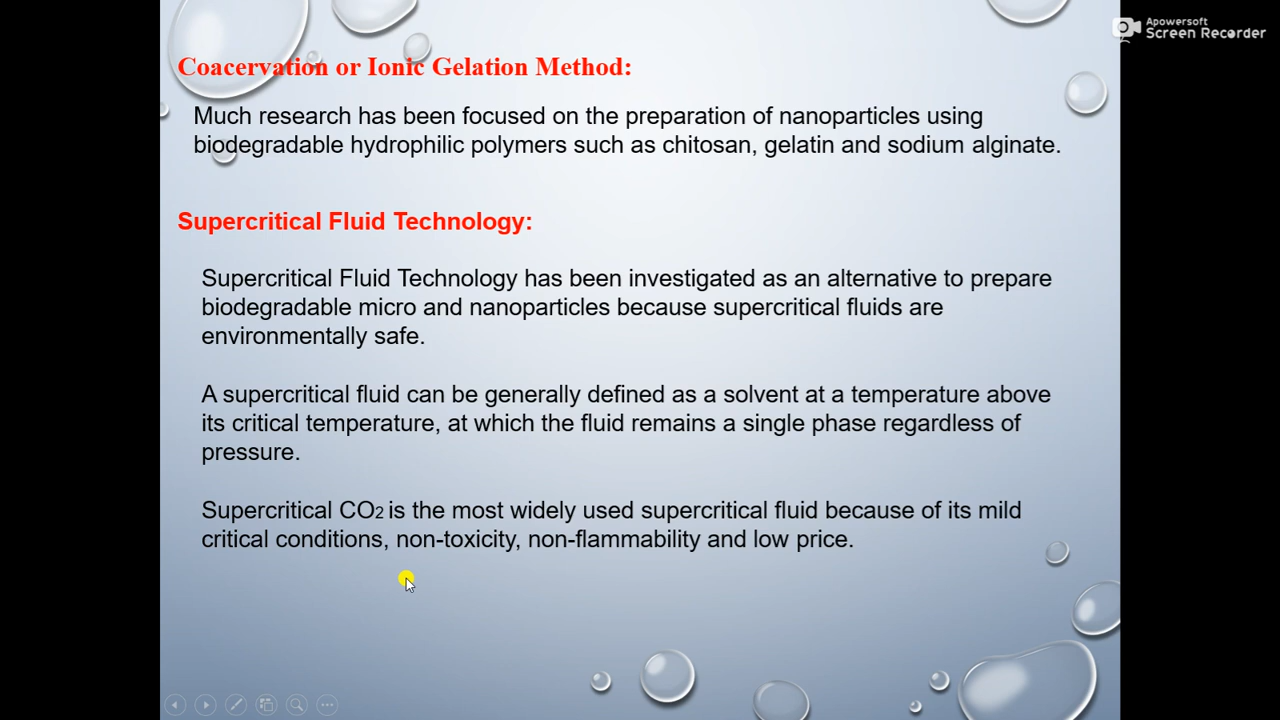 Apowersoft
Screen Recorder
Coacervation or Ionic Gelation Method:
Much research has been focused on the preparation of nanoparticles using
biodegradable hydrophilic polymers such as chitosan, gelatin and sodium alginate.
Supercritical Fluid Technology:
Supercritical Fluid Technology has been investigated as an alternative to prepare
biodegradable micro and nanoparticles because supercritical fluids are
environmentally safe.
A supercritical fluid can be generally defined as a solvent at a temperature above
its critical temperature, at which the fluid remains a single phase regardless of
pressure.
Supercritical CO2 is the most widely used supercritical fluid because of its mild
critical conditions, non-toxicity, non-flammability and low price.